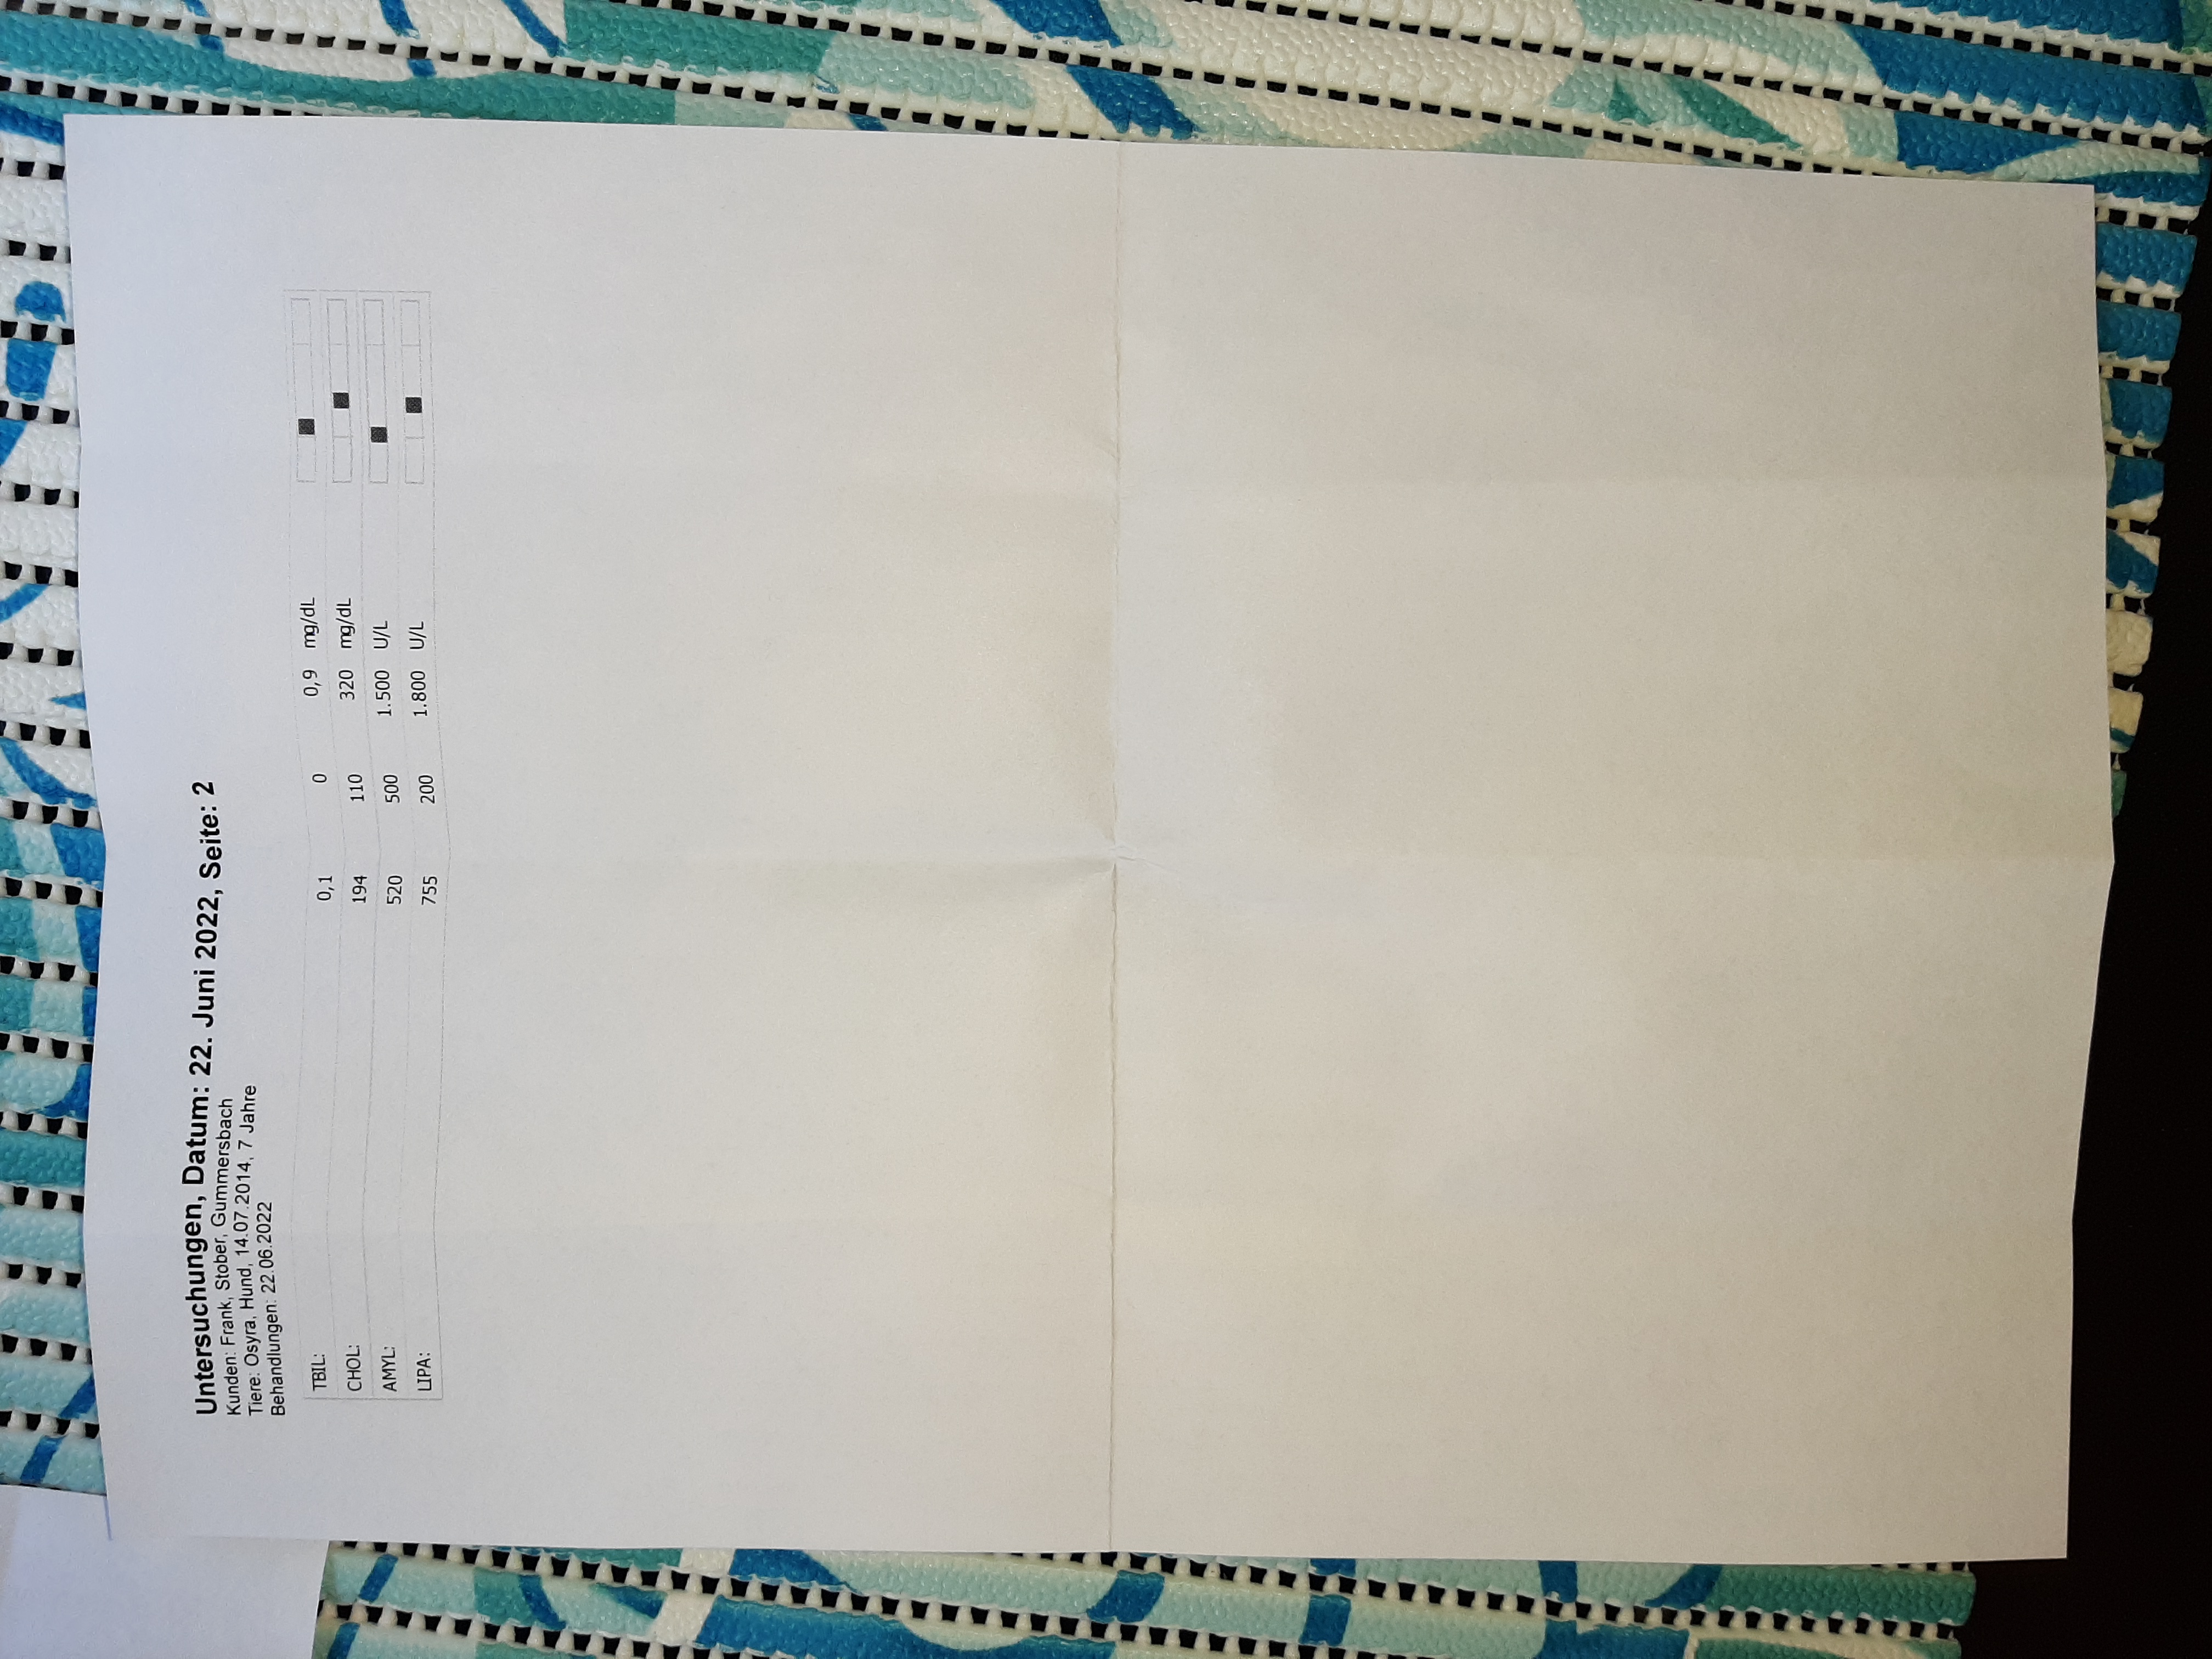 Untersuchungen, Datum: 22. Juni 2022, Seite: 2
Kunden: Frank, Stober, Gummersbach
Tiere: Osyra, Hund, 14.07.2014, 7 Jahre
Behandlungen: 22.06.2022
TBIL: 0,1 0 0,9 mg/dL
CHOL: 194 110 320 mg/dL
AMYL: 520 500 1.500 U/L
LIPA: 755 200 1.800 U/L